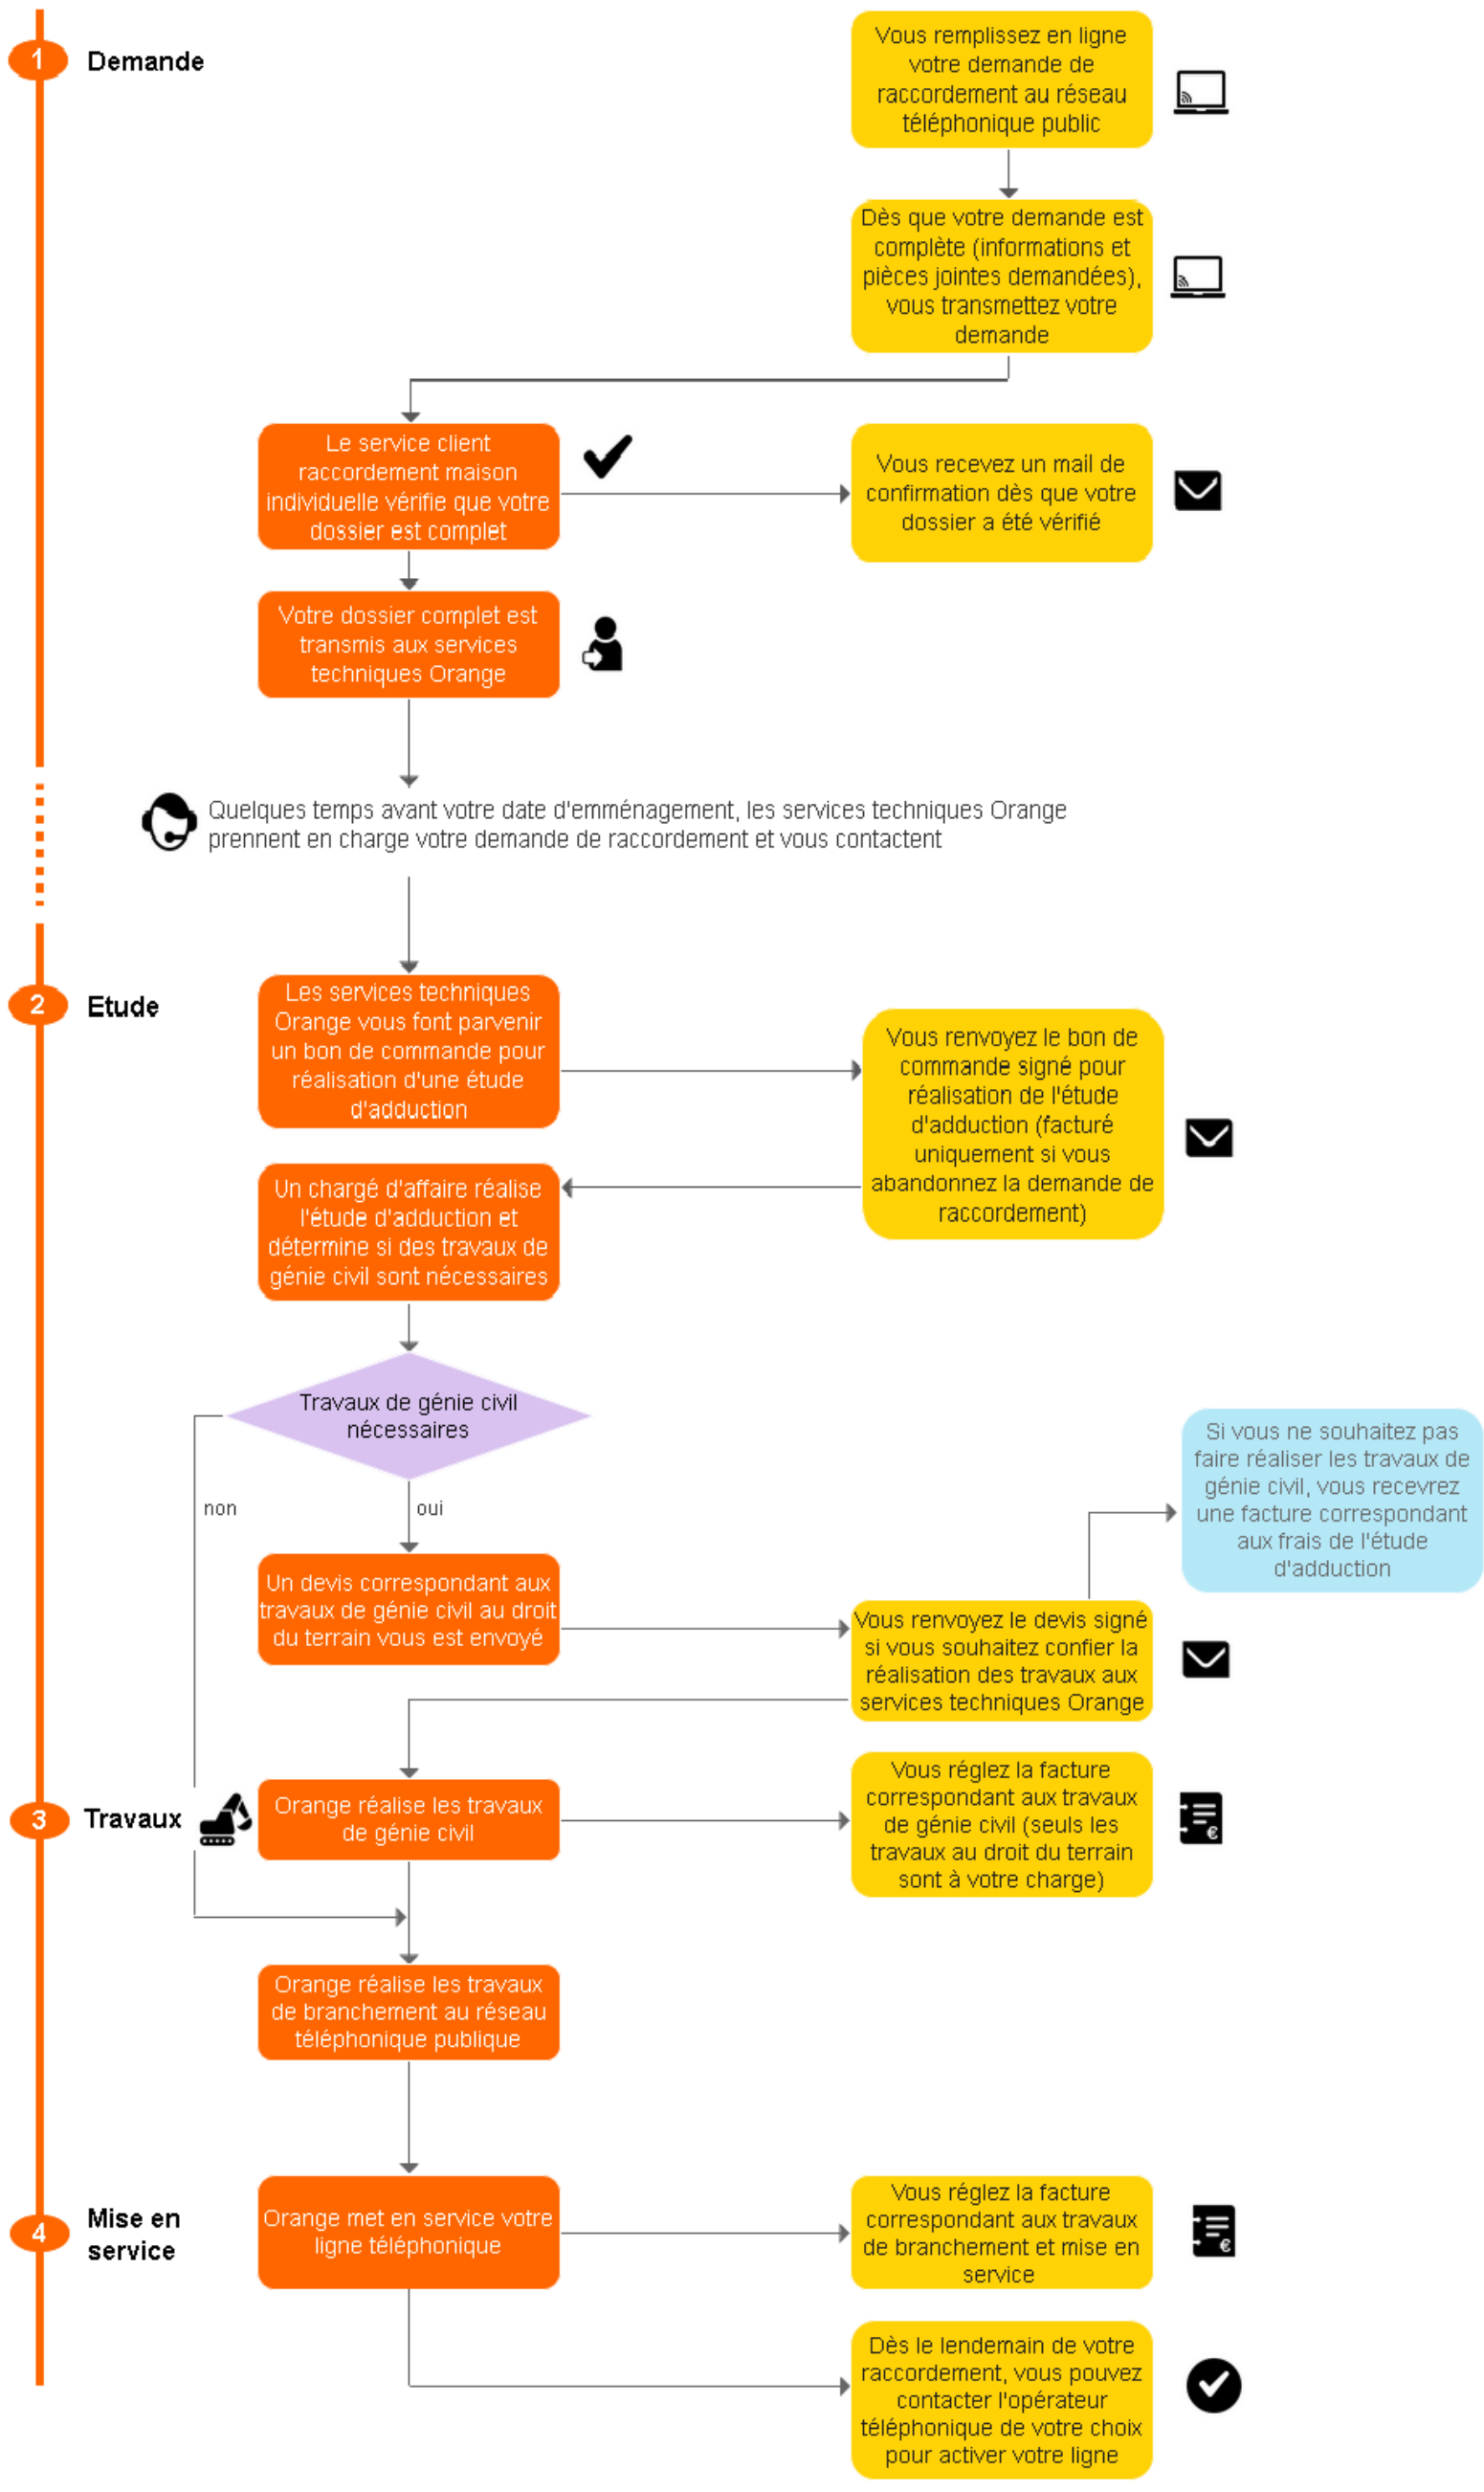 1
Demande
Vous remplissez en ligne
votre demande de
raccordement au réseau
téléphonique public
Dès que votre demande est
complète (informations et
pièces jointes demandées),
vous transmettez votre
demande
Le service client
raccordement maison
individuelle vérifie que votre
dossier est complet
Vous recevez un mail de
confirmation dès que votre
dossier a été vérifié
Votre dossier complet est
transmis aux services
techniques Orange
Quelques temps avant votre date d'emménagement, les services techniques Orange
prennent en charge votre demande de raccordement et vous contactent
2
Etude
Les services techniques
Orange vous font parvenir
un bon de commande pour
réalisation d'une étude
d'adduction
Vous renvoyez le bon de
commande signé pour
réalisation de l'étude
d'adduction (facturé
uniquement si vous
abandonnez la demande de
raccordement)
Un chargé d'affaire réalise
l'étude d'adduction et
détermine si des travaux de
génie civil sont nécessaires
Travaux de génie civil
nécessaires
non
oui
Si vous ne souhaitez pas
faire réaliser les travaux de
génie civil, vous recevrez
une facture correspondant
aux frais de l'étude
d'adduction
Un devis correspondant aux
travaux de génie civil au droit
du terrain vous est envoyé
Vous renvoyez le devis signé
si vous souhaitez confier la
réalisation des travaux aux
services techniques Orange
3
Travaux
Orange réalise les travaux
de génie civil
Vous réglez la facture
correspondant aux travaux
de génie civil (seuls les
travaux au droit du terrain
sont à votre charge)
€
Orange réalise les travaux
de branchement au réseau
téléphonique publique
4
Mise en
service
Orange met en service votre
ligne téléphonique
Vous réglez la facture
correspondant aux travaux
de branchement et mise en
service
€
Dès le lendemain de votre
raccordement, vous pouvez
contacter l'opérateur
téléphonique de votre choix
pour activer votre ligne